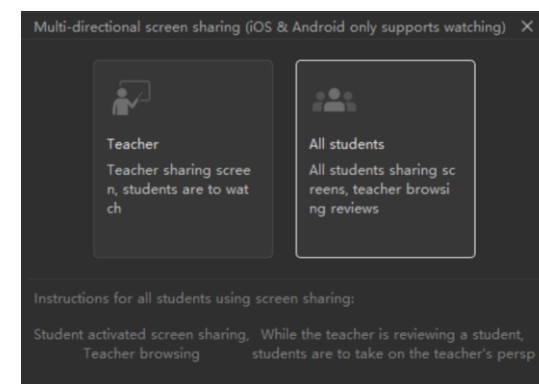 Multi-directional screen sharing (iOS & Android only supports watching)
Teacher
Teacher sharing scree
n, students are to wat
ch
All students
All students sharing sc
reens, teacher browsi
ng reviews
Instructions for all students using screen sharing:
Student activated screen sharing,
Teacher browsing
While the teacher is reviewing a student,
students are to take on the teacher's persp